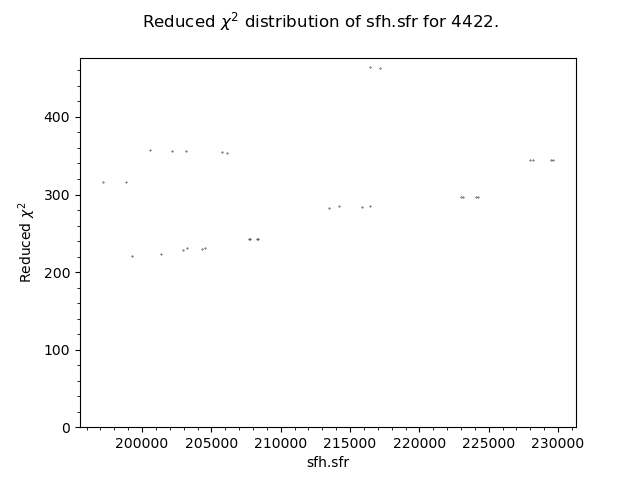 Reduced χ² distribution of sfh.sfr for 4422.
400
300
200
100
0
Reduced χ²
200000 205000 210000 215000 220000 225000 230000
sfh.sfr